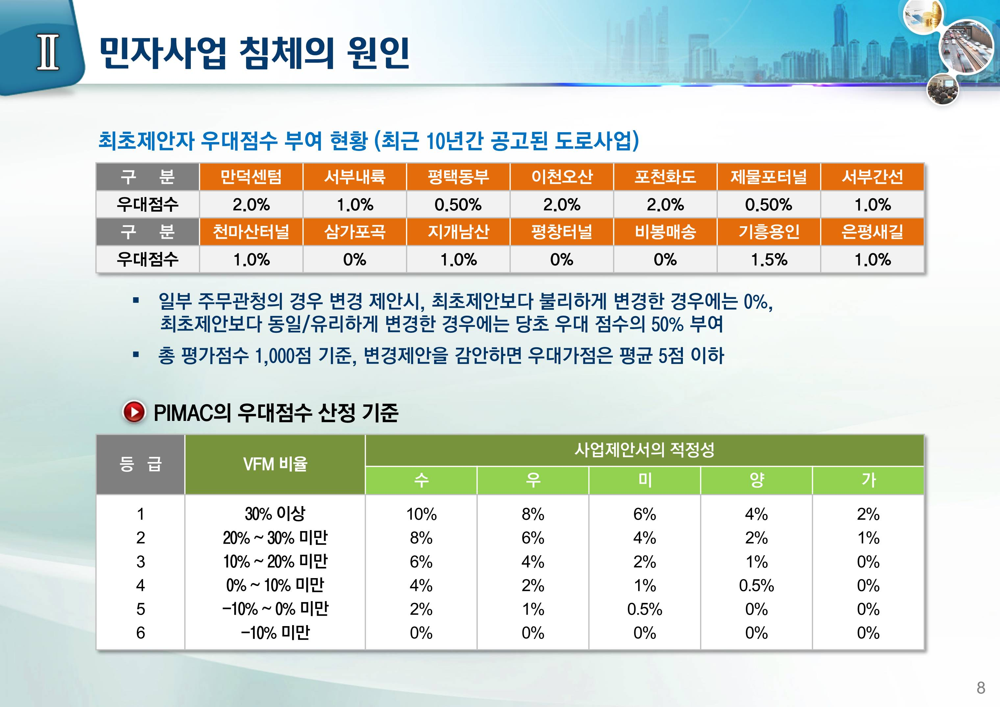 Ⅱ 민자사업 침체의 원인
최초제안자 우대점수 부여 현황 (최근 10년간 공고된 도로사업)
구 분 만덕센텀 서부내륙 평택동부 이천오산 포천화도 제물포터널 서부간선
우대점수 2.0% 1.0% 0.50% 2.0% 2.0% 0.50% 1.0%
구 분 천마산터널 삼가포곡 지개남산 평창터널 비봉매송 기흥용인 은평새길
우대점수 1.0% 0% 1.0% 0% 0% 1.5% 1.0%
▪ 일부 주무관청의 경우 변경 제안시, 최초제안보다 불리하게 변경한 경우에는 0%,
최초제안보다 동일/유리하게 변경한 경우에는 당초 우대 점수의 50% 부여
▪ 총 평가점수 1,000점 기준, 변경제안을 감안하면 우대가점은 평균 5점 이하
PIMAC의 우대점수 산정 기준
등 급 VFM 비율 사업제안서의 적정성
수 우 미 양 가
1 30% 이상 10% 8% 6% 4% 2%
2 20% ~ 30% 미만 8% 6% 4% 2% 1%
3 10% ~ 20% 미만 6% 4% 2% 1% 0%
4 0% ~ 10% 미만 4% 2% 1% 0.5% 0%
5 –10% ~ 0% 미만 2% 1% 0.5% 0% 0%
6 –10% 미만 0% 0% 0% 0% 0%
8